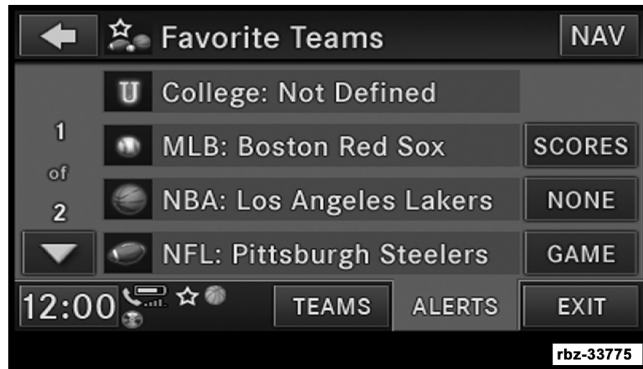 Favorite Teams NAV
U College: Not Defined
1
MLB: Boston Red Sox SCORES
of
NBA: Los Angeles Lakers NONE
2
NFL: Pittsburgh Steelers GAME
12:00 TEAMS ALERTS EXIT
rbz-33775